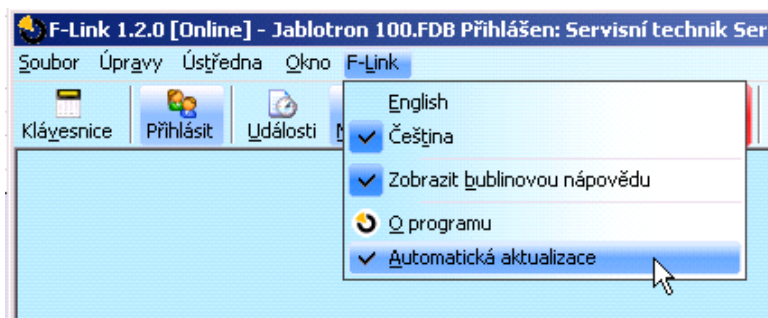 F-Link 1.2.0 [Online] - Jablotron 100.FDB Přihlášen: Servisní technik Ser
Soubor Úpravy Ústředna Okno F-Link
Klávesnice Přihlásit Události
English
Čeština
Zobrazit bublinovou nápovědu
O programu
Automatická aktualizace